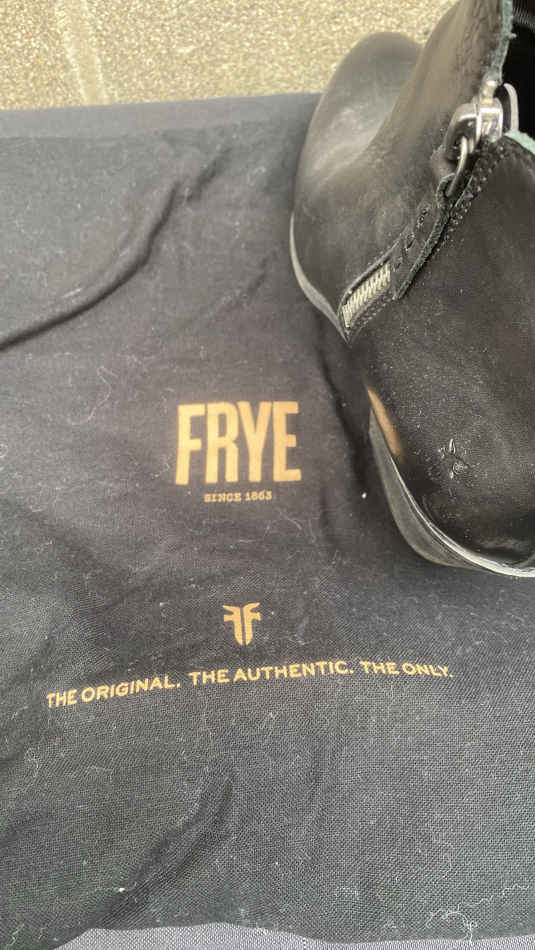 FRYE
SINCE 1863
THE ORIGINAL. THE AUTHENTIC. THE ONLY.